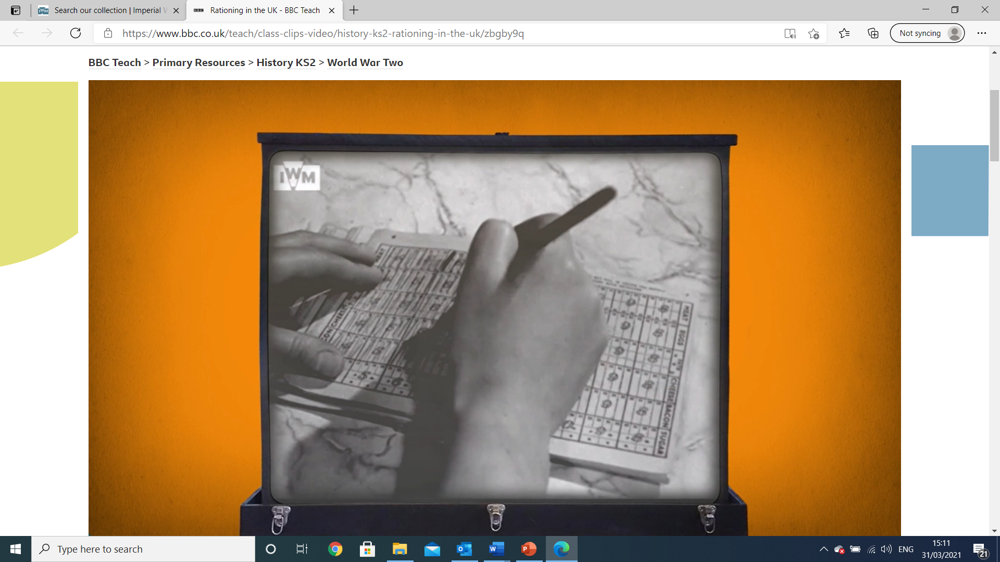 Search our collection | Imperial W
BBC
Rationing in the UK - BBC Teach
https://www.bbc.co.uk/teach/class-clips-video/history-ks2-rationing-in-the-uk/zbgby9q
Not syncing
BBC Teach > Primary Resources > History KS2 > World War Two
IWM
MEAT EGGS FATS CHEESE BACON SUGAR
Type here to search
ENG
15:11
31/03/2021
21